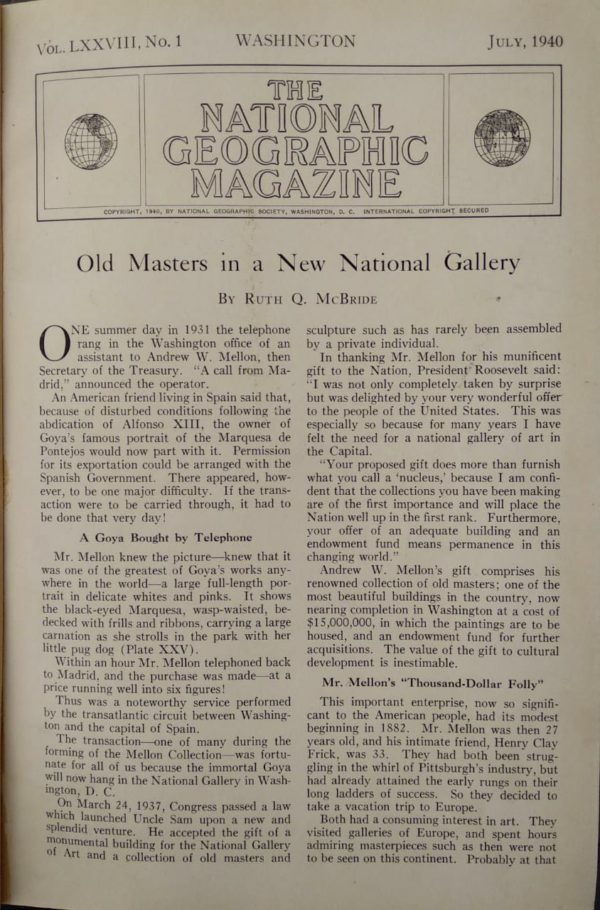 VOL. LXXVIII, No. 1 WASHINGTON JULY, 1940
THE
NATIONAL
GEOGRAPHIC
MAGAZINE
COPYRIGHT, 1940, BY NATIONAL GEOGRAPHIC SOCIETY, WASHINGTON, D. C. INTERNATIONAL COPYRIGHT SECURED
Old Masters in a New National Gallery
BY RUTH Q. MCBRIDE
ONE summer day in 1931 the telephone
rang in the Washington office of an
assistant to Andrew W. Mellon, then
Secretary of the Treasury. "A call from Ma-
drid," announced the operator.
An American friend living in Spain said that,
because of disturbed conditions following the
abdication of Alfonso XIII, the owner of
Goya's famous portrait of the Marquesa de
Pontejos would now part with it. Permission
for its exportation could be arranged with the
Spanish Government. There appeared, how-
ever, to be one major difficulty. If the trans-
action were to be carried through, it had to
be done that very day!
A Goya Bought by Telephone
Mr. Mellon knew the picture—knew that it
was one of the greatest of Goya's works any-
where in the world—a large full-length por-
trait in delicate whites and pinks. It shows
the black-eyed Marquesa, wasp-waisted, be-
decked with frills and ribbons, carrying a large
carnation as she strolls in the park with her
little pug dog (Plate XXV).
Within an hour Mr. Mellon telephoned back
to Madrid, and the purchase was made—at a
price running well into six figures!
Thus was a noteworthy service performed
by the transatlantic circuit between Washing-
ton and the capital of Spain.
The transaction—one of many during the
forming of the Mellon Collection—was fortu-
nate for all of us because the immortal Goya
will now hang in the National Gallery in Wash-
ington, D. C.
On March 24, 1937, Congress passed a law
which launched Uncle Sam upon a new and
splendid venture. He accepted the gift of a
monumental building for the National Gallery
of Art and a collection of old masters and
sculpture such as has rarely been assembled
by a private individual.
In thanking Mr. Mellon for his munificent
gift to the Nation, President Roosevelt said:
"I was not only completely taken by surprise
but was delighted by your very wonderful offer
to the people of the United States. This was
especially so because for many years I have
felt the need for a national gallery of art in
the Capital.
"Your proposed gift does more than furnish
what you call a 'nucleus,' because I am confi-
dent that the collections you have been making
are of the first importance and will place the
Nation well up in the first rank. Furthermore,
your offer of an adequate building and an
endowment fund means permanence in this
changing world."
Andrew W. Mellon's gift comprises his
renowned collection of old masters; one of the
most beautiful buildings in the country, now
nearing completion in Washington at a cost of
$15,000,000, in which the paintings are to be
housed, and an endowment fund for further
acquisitions. The value of the gift to cultural
development is inestimable.
Mr. Mellon's "Thousand-Dollar Folly"
This important enterprise, now so signifi-
cant to the American people, had its modest
beginning in 1882. Mr. Mellon was then 27
years old, and his intimate friend, Henry Clay
Frick, was 33. They had both been strug-
gling in the whirl of Pittsburgh's industry, but
had already attained the early rungs on their
long ladders of success. So they decided to
take a vacation trip to Europe.
Both had a consuming interest in art. They
visited galleries of Europe, and spent hours
admiring masterpieces such as then were not
to be seen on this continent. Probably at that